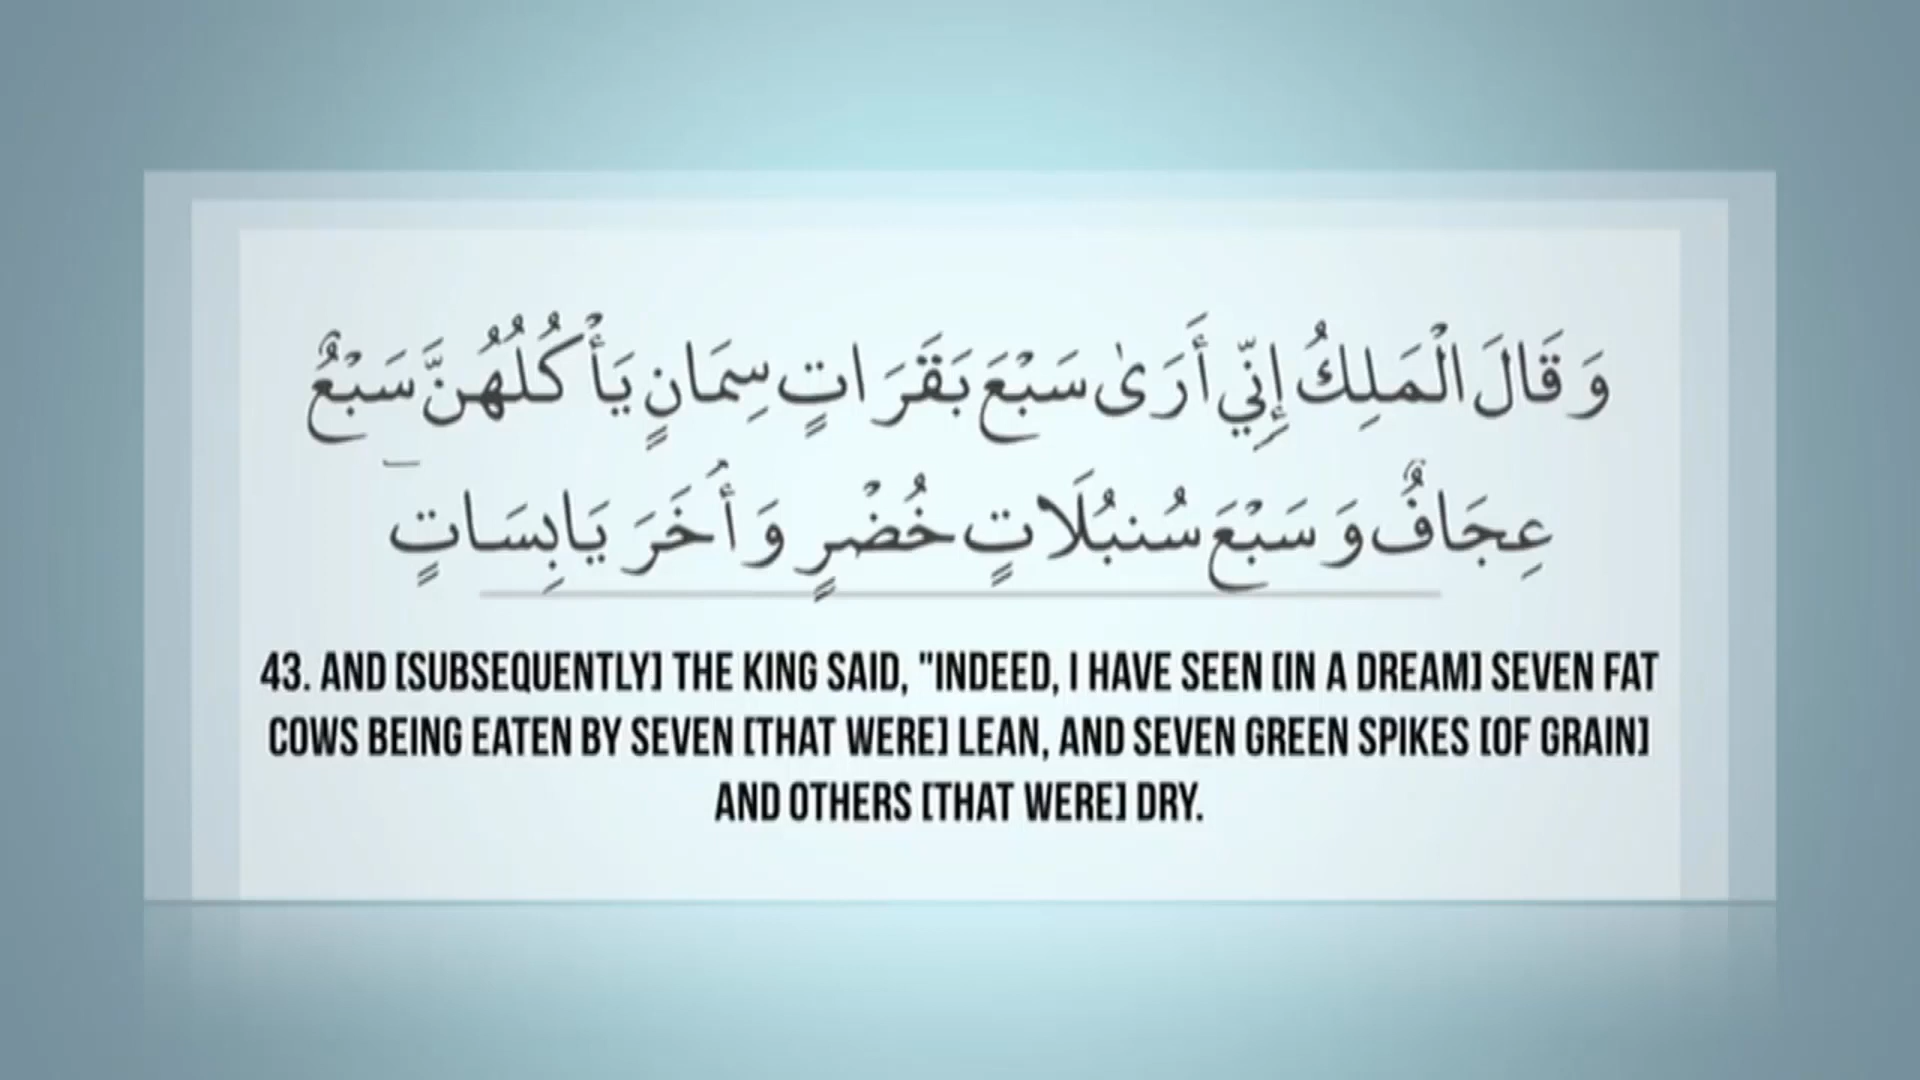 وَقَالَ الْمَلِكُ إِنِّي أَرَىٰ سَبْعَ بَقَرَاتٍ سِمَانٍ يَأْكُلُهُنَّ سَبْعٌ
عِجَافٌ وَسَبْعَ سُنبُلَاتٍ خُضْرٍ وَأُخَرَ يَابِسَاتٍ
43. AND [SUBSEQUENTLY] THE KING SAID, "INDEED, I HAVE SEEN [IN A DREAM] SEVEN FAT
COWS BEING EATEN BY SEVEN [THAT WERE] LEAN, AND SEVEN GREEN SPIKES [OF GRAIN]
AND OTHERS [THAT WERE] DRY.